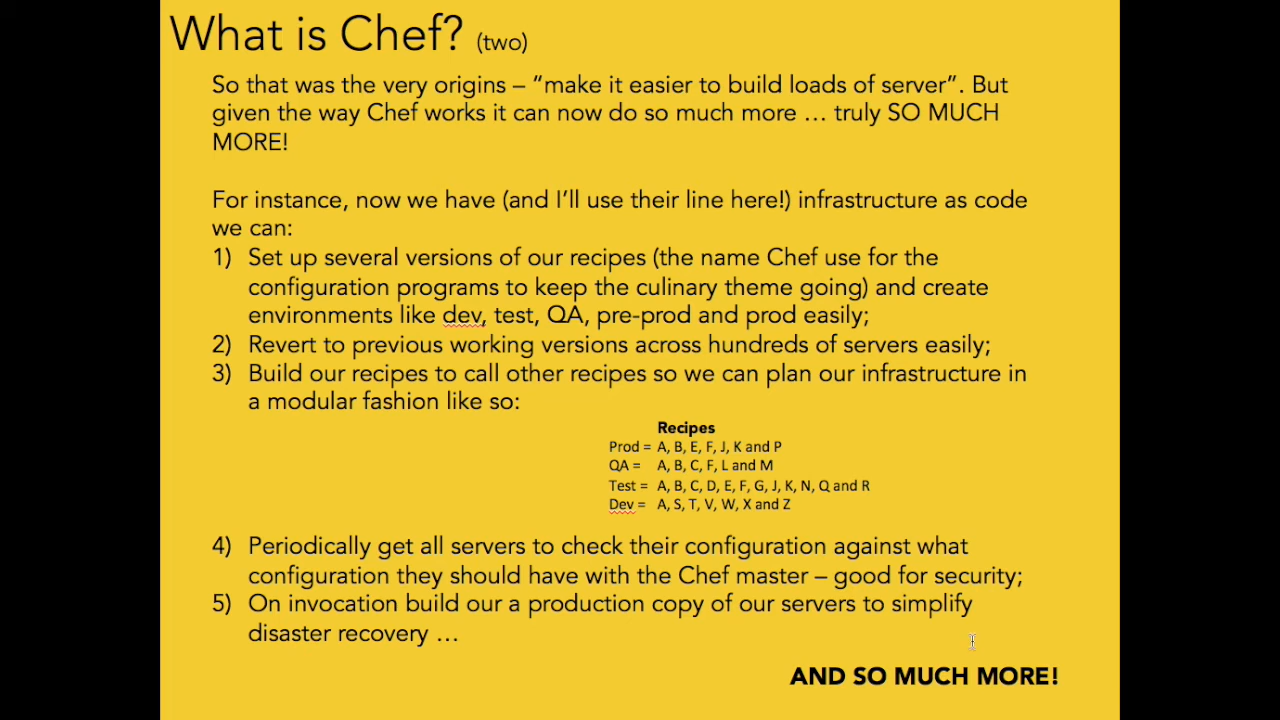 What is Chef? (two)
So that was the very origins – “make it easier to build loads of server”. But
given the way Chef works it can now do so much more … truly SO MUCH
MORE!
For instance, now we have (and I’ll use their line here!) infrastructure as code
we can:
1) Set up several versions of our recipes (the name Chef use for the
configuration programs to keep the culinary theme going) and create
environments like dev, test, QA, pre-prod and prod easily;
2) Revert to previous working versions across hundreds of servers easily;
3) Build our recipes to call other recipes so we can plan our infrastructure in
a modular fashion like so:
Recipes
Prod = A, B, E, F, J, K and P
QA = A, B, C, F, L and M
Test = A, B, C, D, E, F, G, J, K, N, Q and R
Dev = A, S, T, V, W, X and Z
4) Periodically get all servers to check their configuration against what
configuration they should have with the Chef master – good for security;
5) On invocation build our a production copy of our servers to simplify
disaster recovery …
AND SO MUCH MORE!